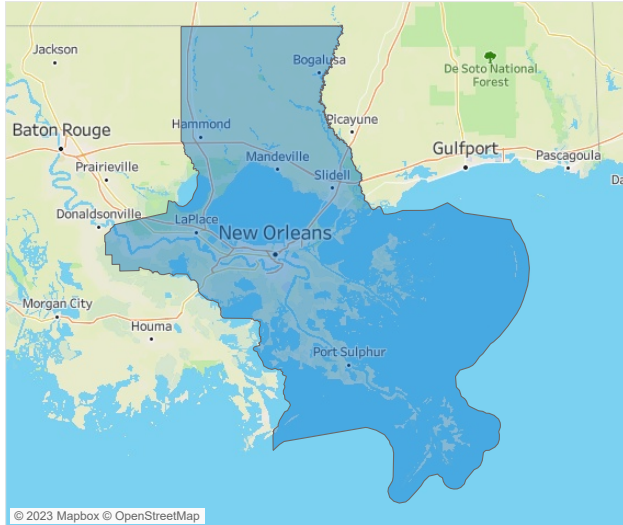 Jackson
Bogalusa
De Soto National
Forest
Baton Rouge
Hammond
Picayune
Prairieville
Mandeville
Gulfport
Pascagoula
Slidell
Da
Donaldsonville
LaPlace
New Orleans
Morgan City
Houma
Port Sulphur
© 2023 Mapbox © OpenStreetMap